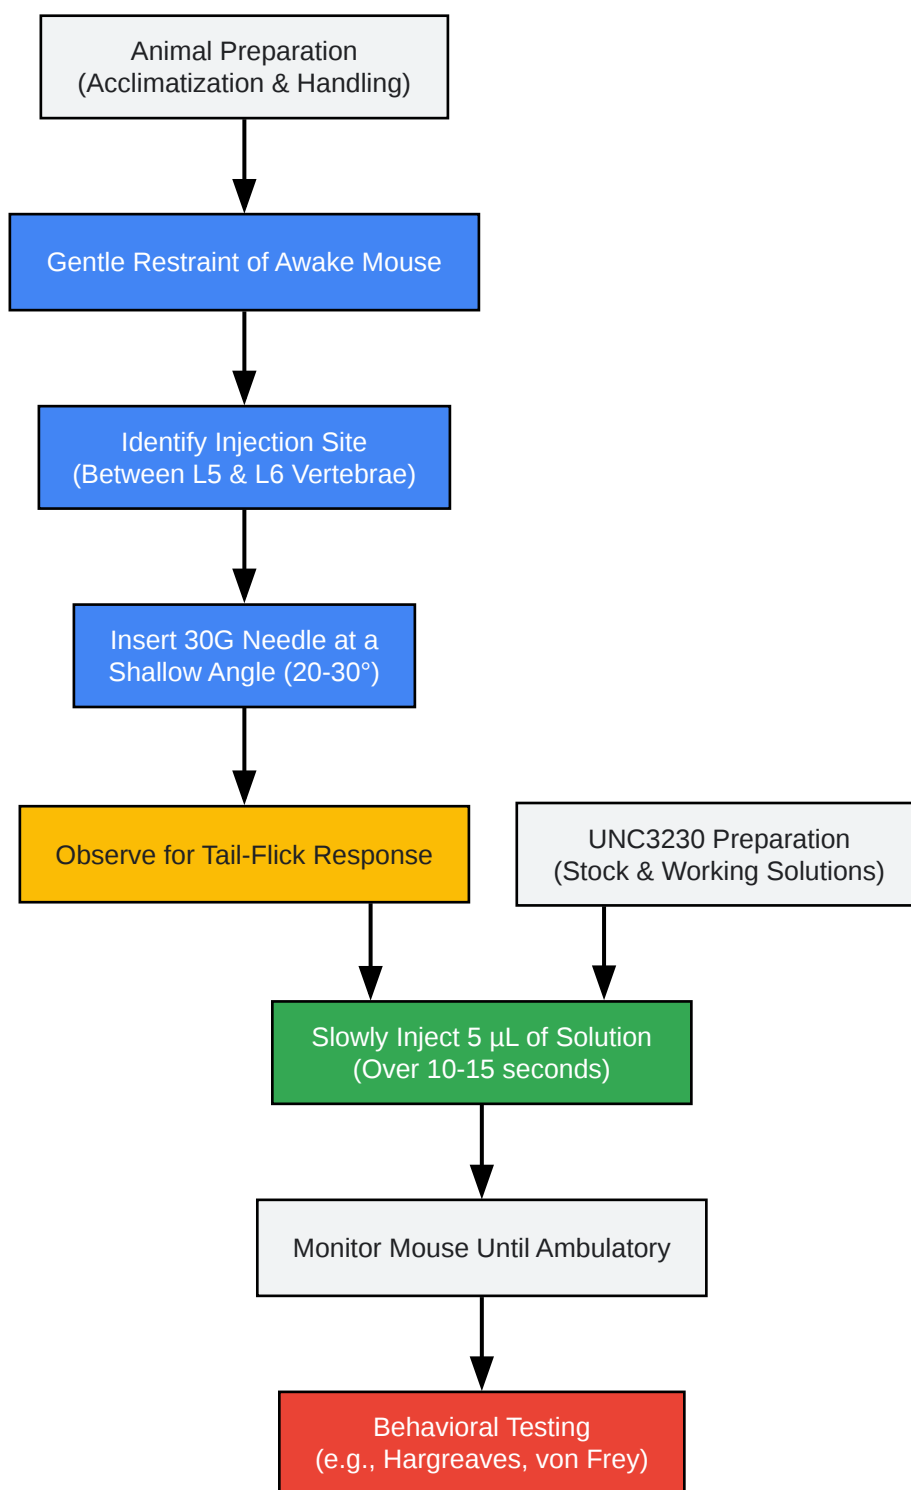 Animal Preparation
(Acclimatization & Handling)
Gentle Restraint of Awake Mouse
Identify Injection Site
(Between L5 & L6 Vertebrae)
Insert 30G Needle at a
Shallow Angle (20-30°)
Observe for Tail-Flick Response
UNC3230 Preparation
(Stock & Working Solutions)
Slowly Inject 5 µL of Solution
(Over 10-15 seconds)
Monitor Mouse Until Ambulatory
Behavioral Testing
(e.g., Hargreaves, von Frey)